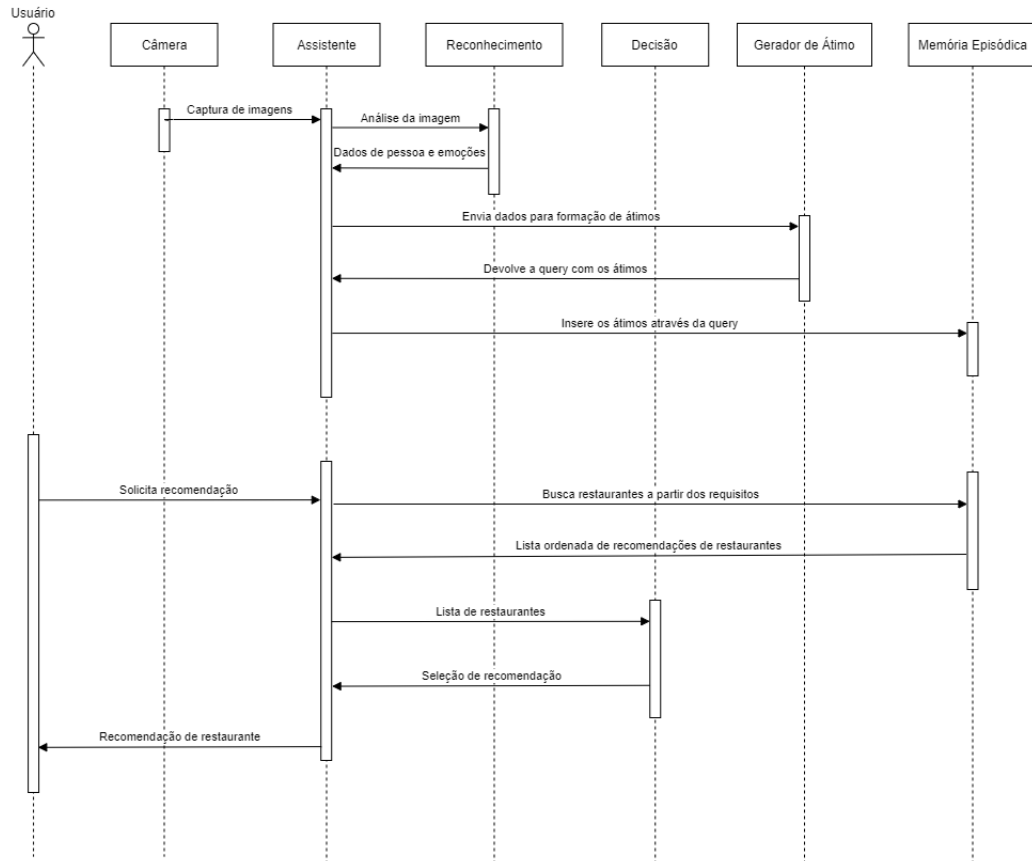 Usuário
Câmera
Assistente
Reconhecimento
Decisão
Gerador de Átimo
Memória Episódica
Captura de imagens
Análise da imagem
Dados de pessoa e emoções
Envia dados para formação de átimos
Devolve a query com os átimos
Insere os átimos através da query
Solicita recomendação
Busca restaurantes a partir dos requisitos
Lista ordenada de recomendações de restaurantes
Lista de restaurantes
Seleção de recomendação
Recomendação de restaurante